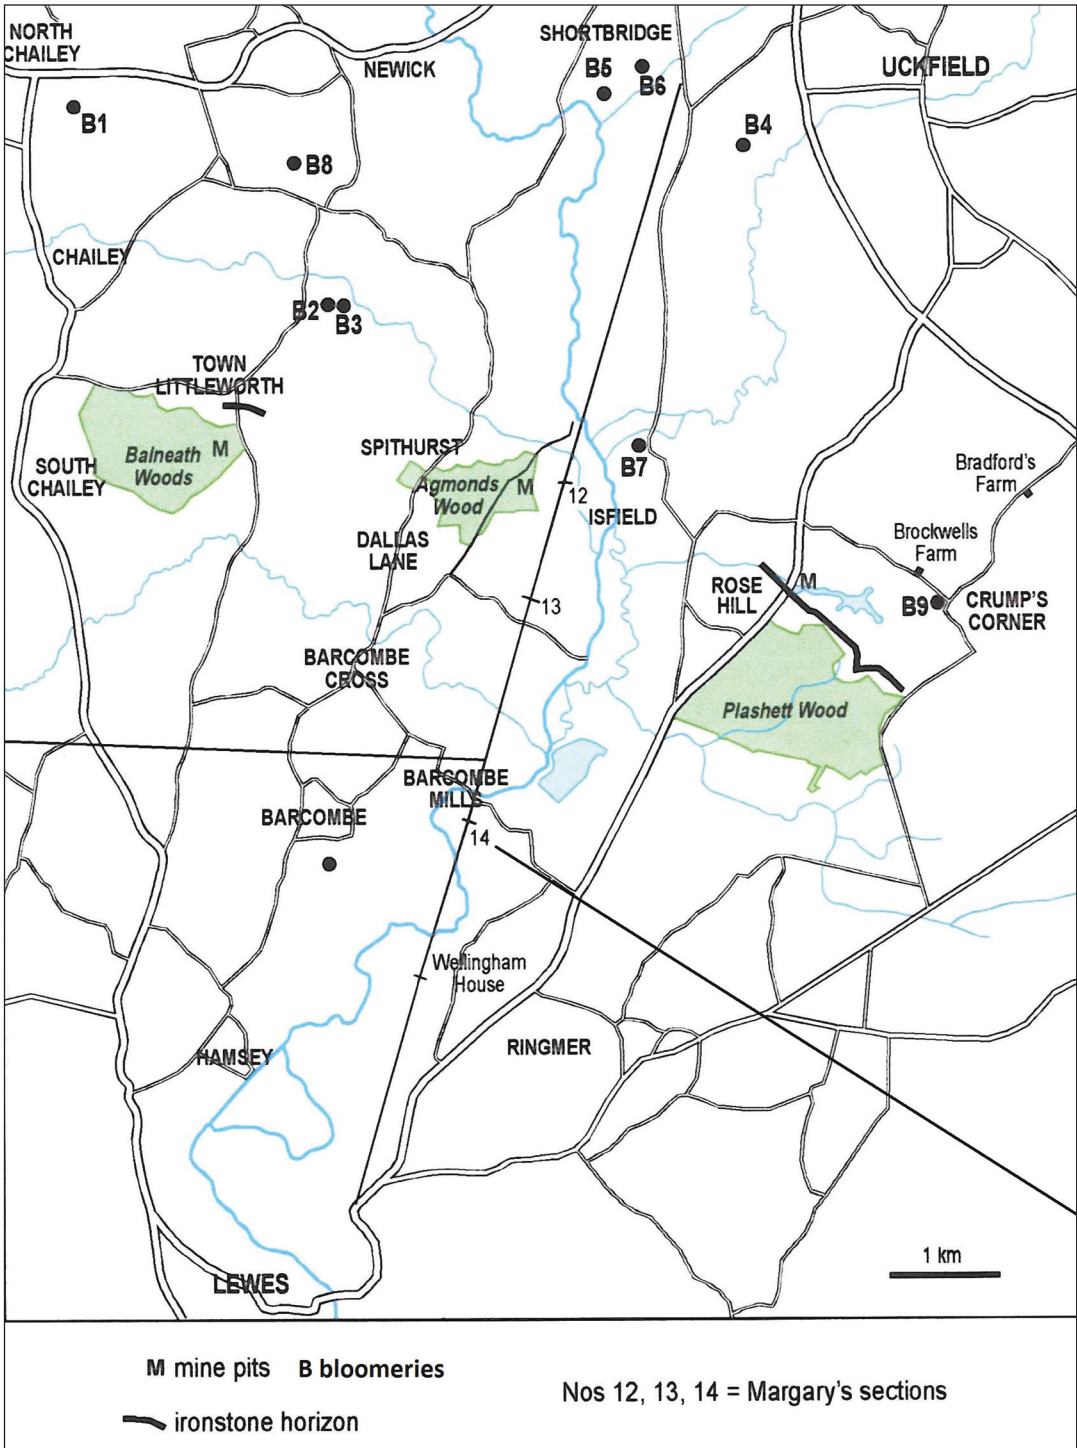 NORTH
CHAILEY
NEWICK
SHORTBRIDGE
UCKFIELD
B5
B6
B1
B4
B8
CHAILEY
B2
B3
TOWN
LITTLEWORTH
SPITHURST
Balneath
Woods
M
SOUTH
CHAILEY
Agmonds
Wood
M
12
B7
ISFIELD
Bradford's
Farm
Brockwells
Farm
DALLAS
LANE
ROSE
HILL
M
B9
CRUMP'S
CORNER
13
BARCOMBE
CROSS
Plashett Wood
BARCOMBE
MILLS
BARCOMBE
14
Wellingham
House
HAMSEY
RINGMER
LEWES
1 km
M mine pits B bloomeries
Nos 12, 13, 14 = Margary's sections
ironstone horizon